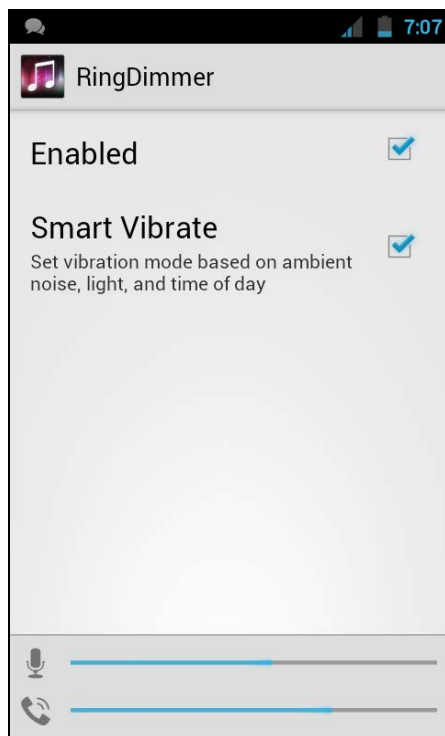 7:07
RingDimmer
Enabled
Smart Vibrate
Set vibration mode based on ambient
noise, light, and time of day